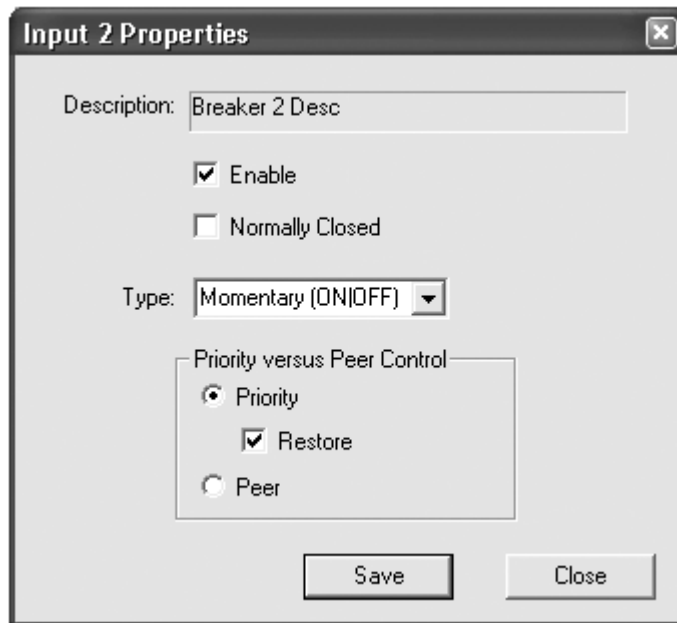 Input 2 Properties
Description: Breaker 2 Desc
Enable
Normally Closed
Type: Momentary (ON|OFF)
Priority versus Peer Control
Priority
Restore
Peer
Save Close